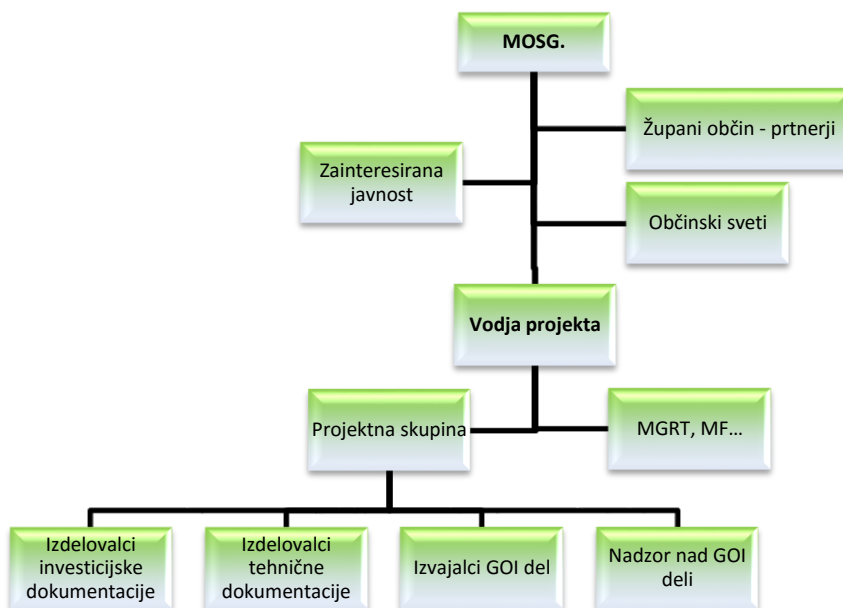 MOSG.
Župani občin - prtnerji
Zainteresirana
javnost
Občinski sveti
Vodja projekta
Projektna skupina
MGRT, MF...
Izdelovalci
investicijske
dokumentacije
Izdelovalci
tehnične
dokumentacije
Izvajalci GOI del
Nadzor nad GOI
deli